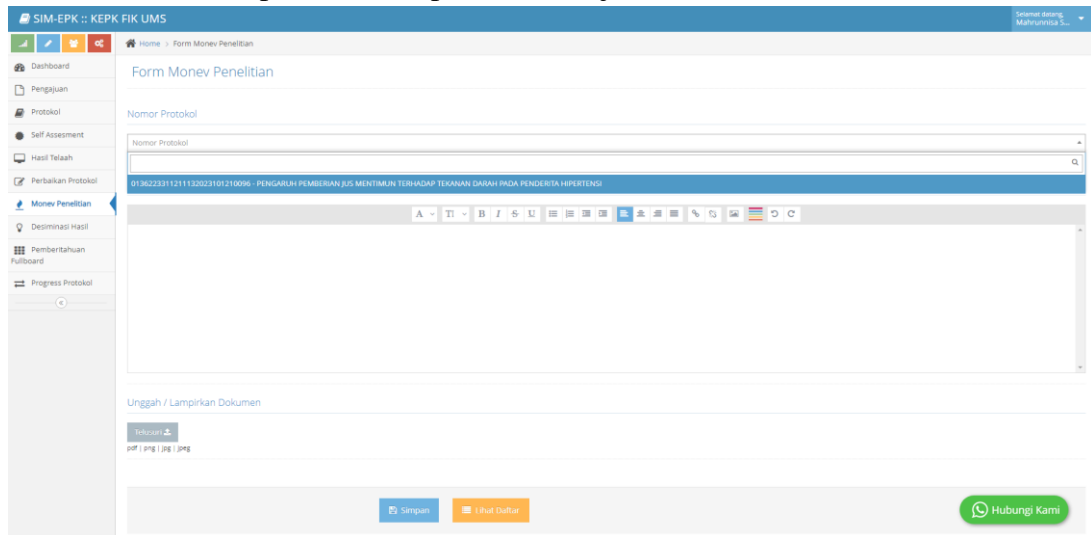 SIM-EPK :: KEPK FIK UMS
Selamat datang,
Mahrunnisa S...
Home > Form Monev Penelitian
Dashboard
Pengajuan
Protokol
Self Assesment
Hasil Telaah
Perbaikan Protokol
Monev Penelitian
Desiminasi Hasil
Pemberitahuan
Fullboard
Progress Protokol
Form Monev Penelitian
Nomor Protokol
Nomor Protokol
0136223311211132023101210096 - PENGARUH PEMBERIAN JUS MENTIMUN TERHADAP TEKANAN DARAH PADA PENDERITA HIPERTENSI
A TI B I S U
Unggah / Lampirkan Dokumen
Telusuri
pdf | png | jpg | jpeg
Simpan
Lihat Daftar
Hubungi Kami